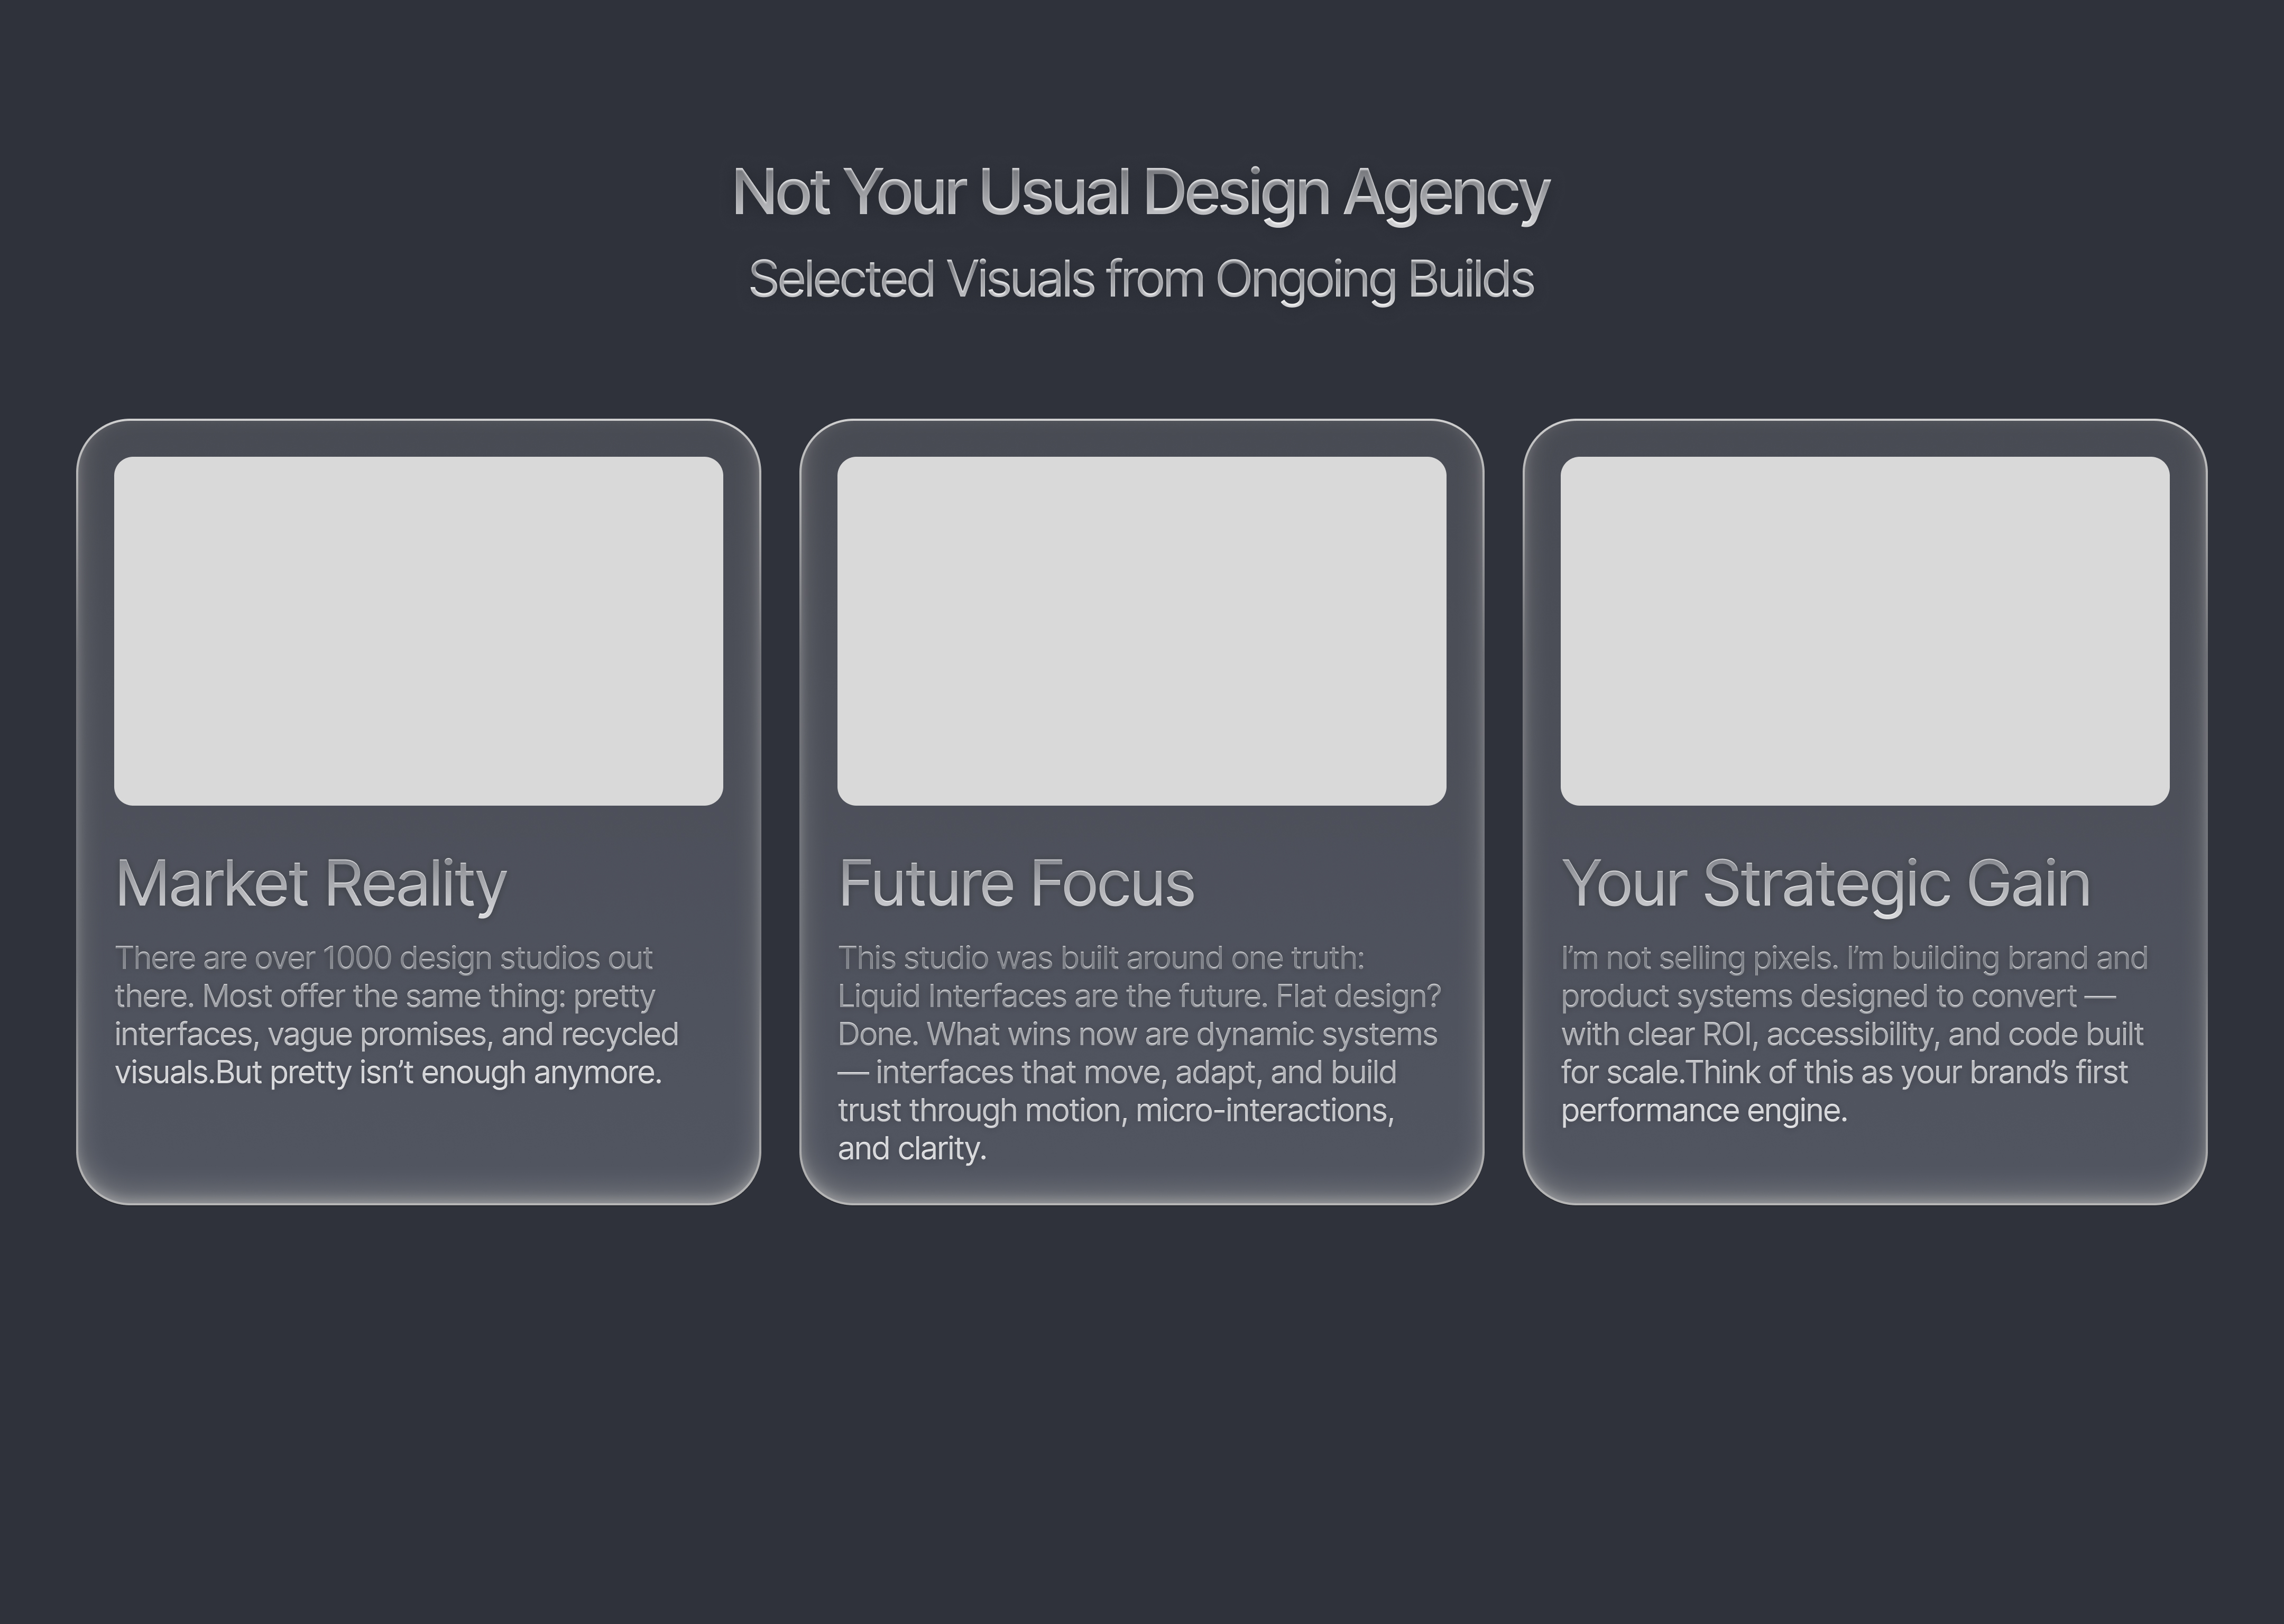 Not Your Usual Design Agency
Selected Visuals from Ongoing Builds
Market Reality
There are over 1000 design studios out
there. Most offer the same thing: pretty
interfaces, vague promises, and recycled
visuals.But pretty isn’t enough anymore.
Future Focus
This studio was built around one truth:
Liquid Interfaces are the future. Flat design?
Done. What wins now are dynamic systems
— interfaces that move, adapt, and build
trust through motion, micro-interactions,
and clarity.
Your Strategic Gain
I’m not selling pixels. I’m building brand and
product systems designed to convert —
with clear ROI, accessibility, and code built
for scale.Think of this as your brand’s first
performance engine.